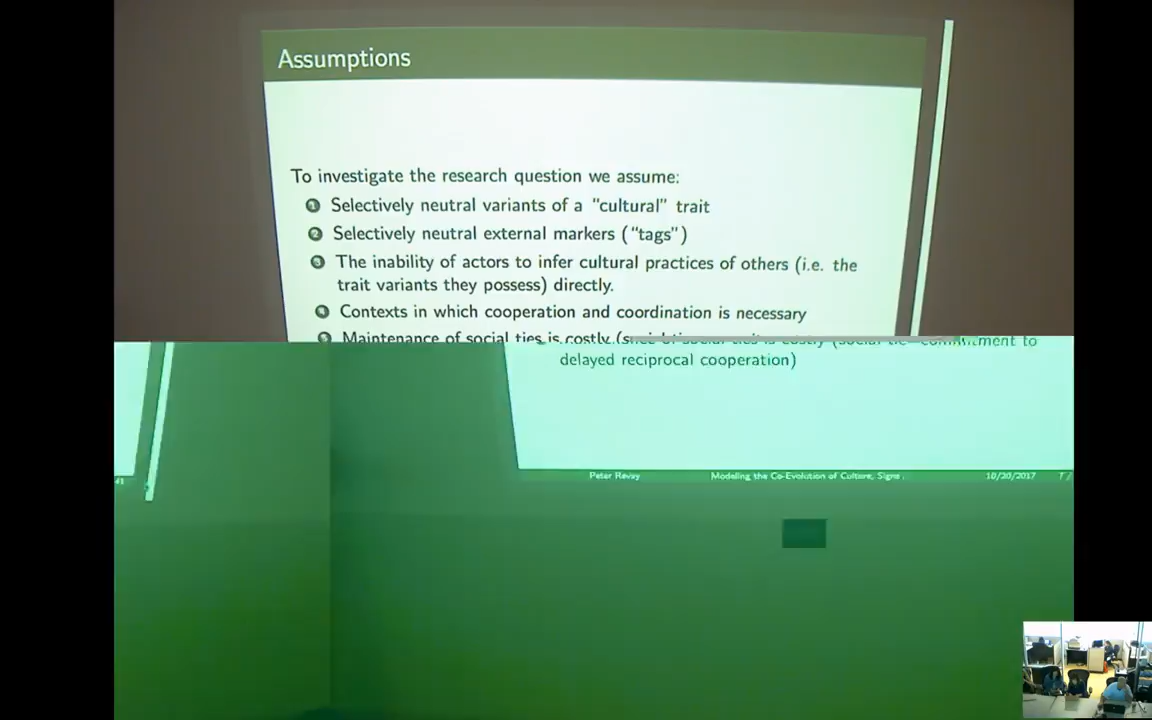 Assumptions
To investigate the research question we assume:
1 Selectively neutral variants of a "cultural" trait
2 Selectively neutral external markers ("tags")
3 The inability of actors to infer cultural practices of others (i.e. the
trait variants they possess) directly.
4 Contexts in which cooperation and coordination is necessary
Maintenance of social ties is costly (social tie commitment to
delayed reciprocal cooperation)
41 Peter Revay Modeling the Co-Evolution of Culture, Signs 10/20/2017 7 /